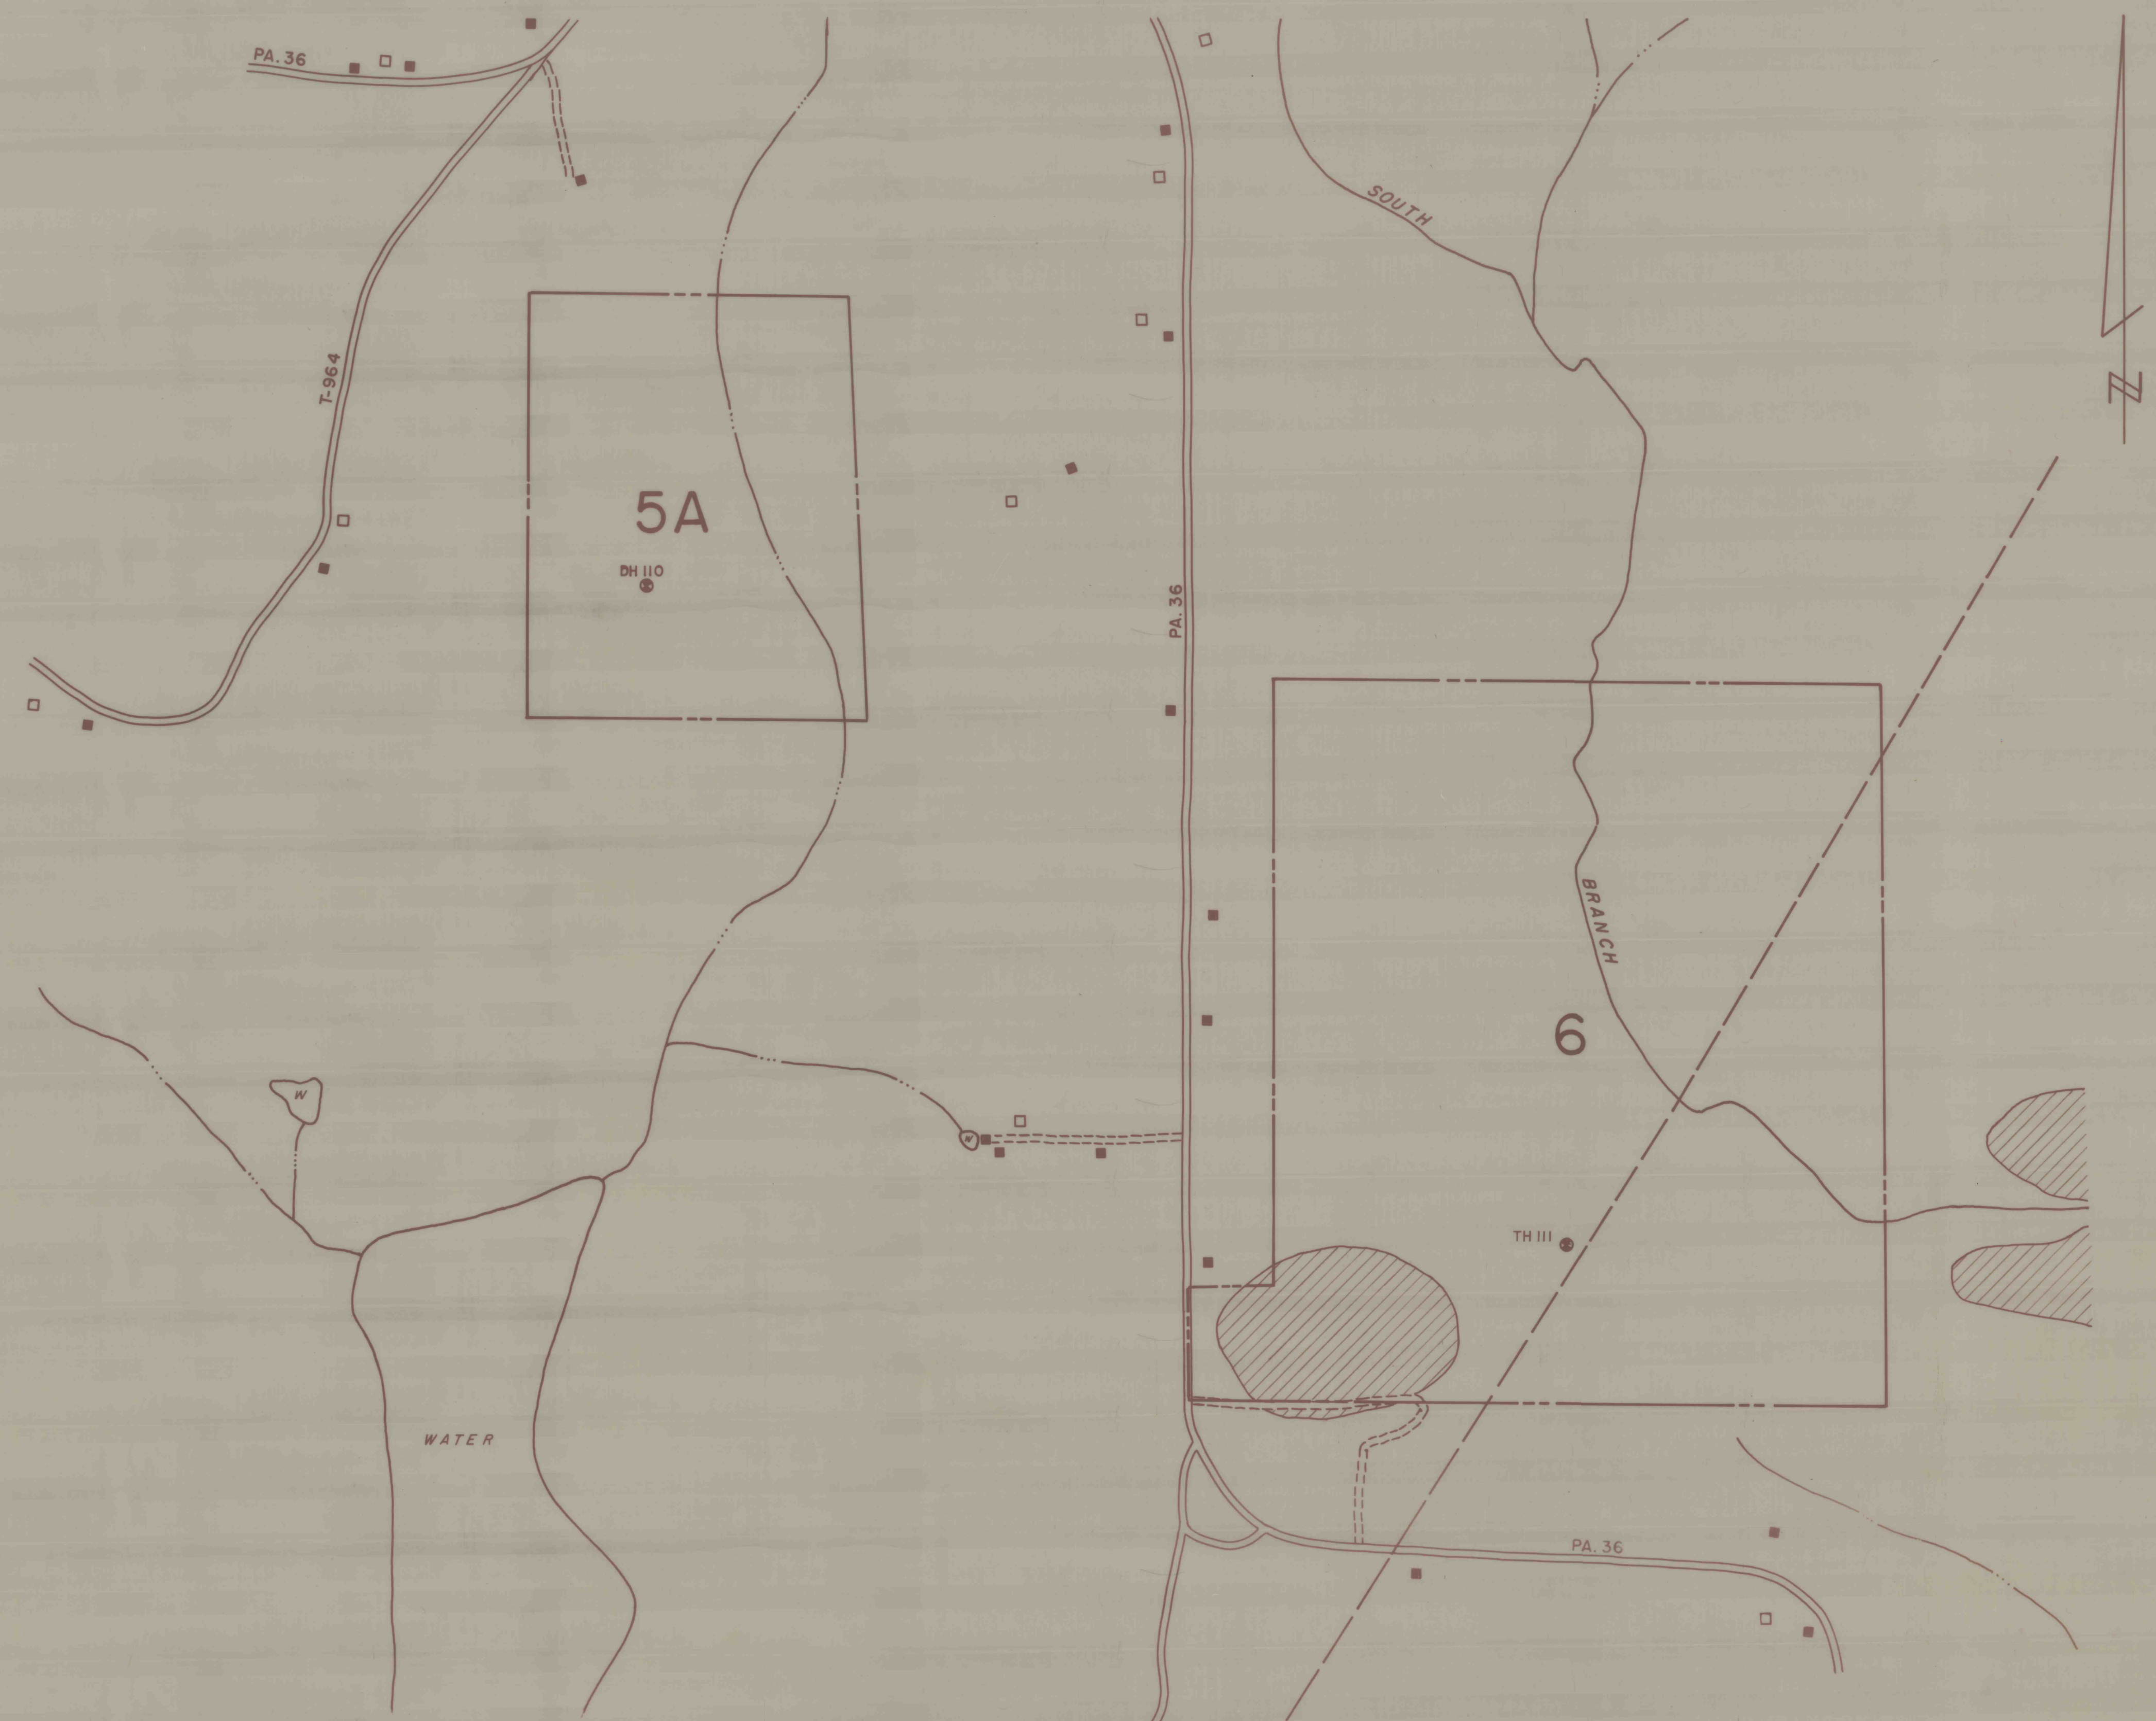 PA. 36
SOUTH
T-964
N
5A
DH 110
PA. 36
BRANCH
6
W
W
TH 111
WATER
PA. 36